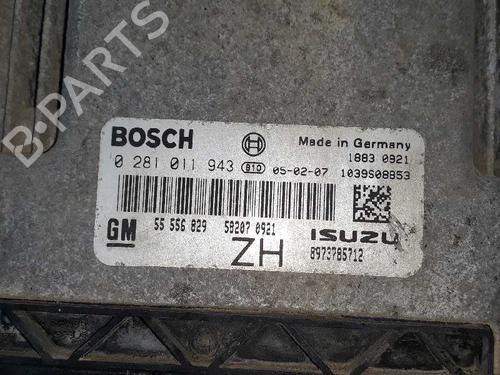 B-PARTS
BOSCH Made in Germany
1883 0921
0 281 011 943 B10 05-02-07 1039S08853
GM 55 556 829 58207 0921 ISUZU
ZH 8973785712